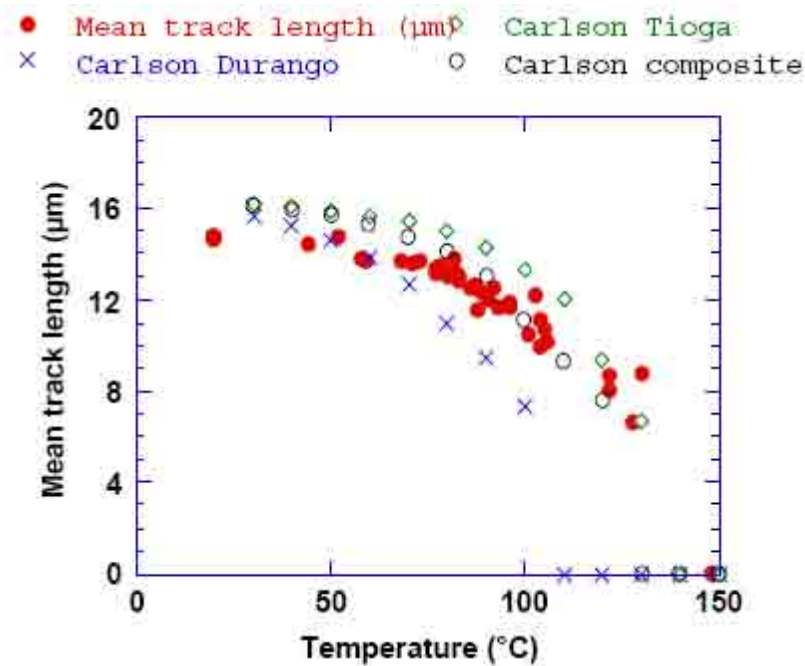 Mean track length (µm) Carlson Tioga
Carlson Durango Carlson composite
20
16
12
8
4
0
Mean track length (µm)
0 50 100 150
Temperature (°C)